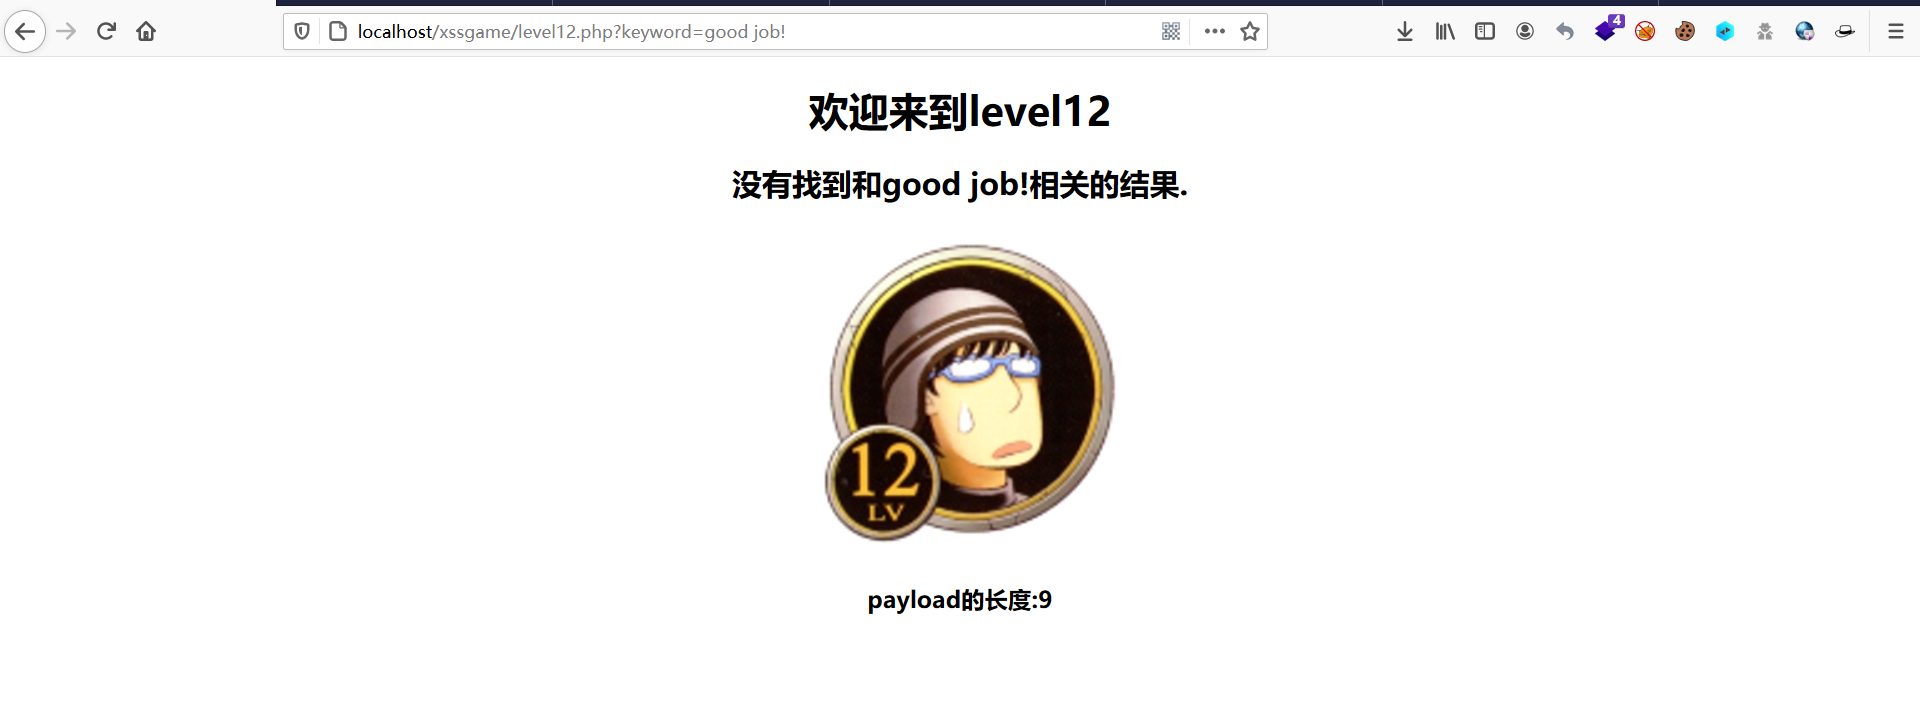 localhost/xssgame/level12.php?keyword=good job!
4
欢迎来到level12
没有找到和good job!相关的结果.
12
LV
payload的长度:9